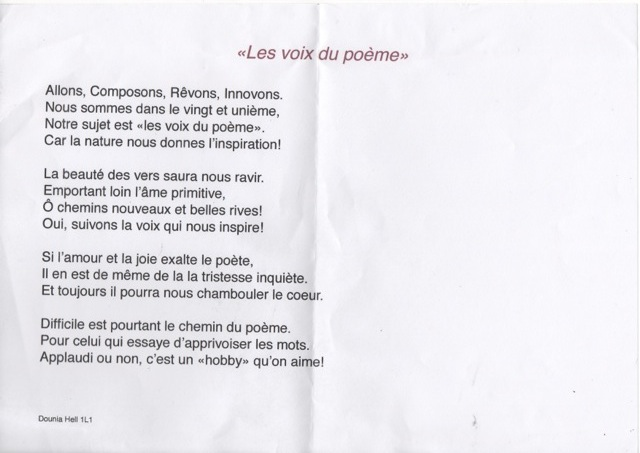 «Les voix du poème»
Allons, Composons, Rêvons, Innovons.
Nous sommes dans le vingt et unième,
Notre sujet est «les voix du poème».
Car la nature nous donnes l'inspiration!
La beauté des vers saura nous ravir.
Emportant loin l'âme primitive,
Ô chemins nouveaux et belles rives!
Oui, suivons la voix qui nous inspire!
Si l'amour et la joie exalte le poète,
Il en est de même de la la tristesse inquiète.
Et toujours il pourra nous chambouler le coeur.
Difficile est pourtant le chemin du poème.
Pour celui qui essaye d'apprivoiser les mots.
Applaudi ou non, c'est un «hobby» qu'on aime!
Dounia Hell 1L1